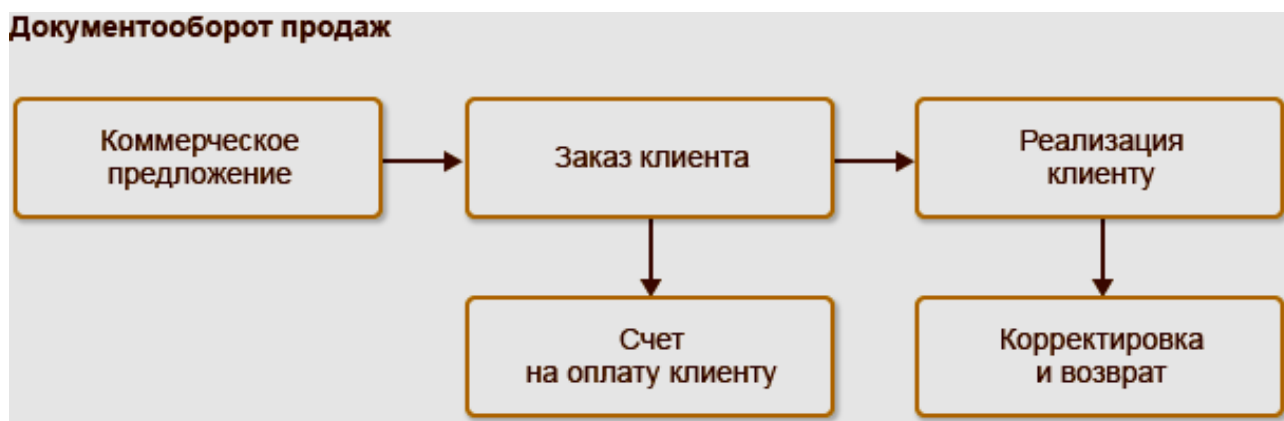 Документооборот продаж
Коммерческое
предложение
Заказ клиента
Реализация
клиенту
Счет
на оплату клиенту
Корректировка
и возврат